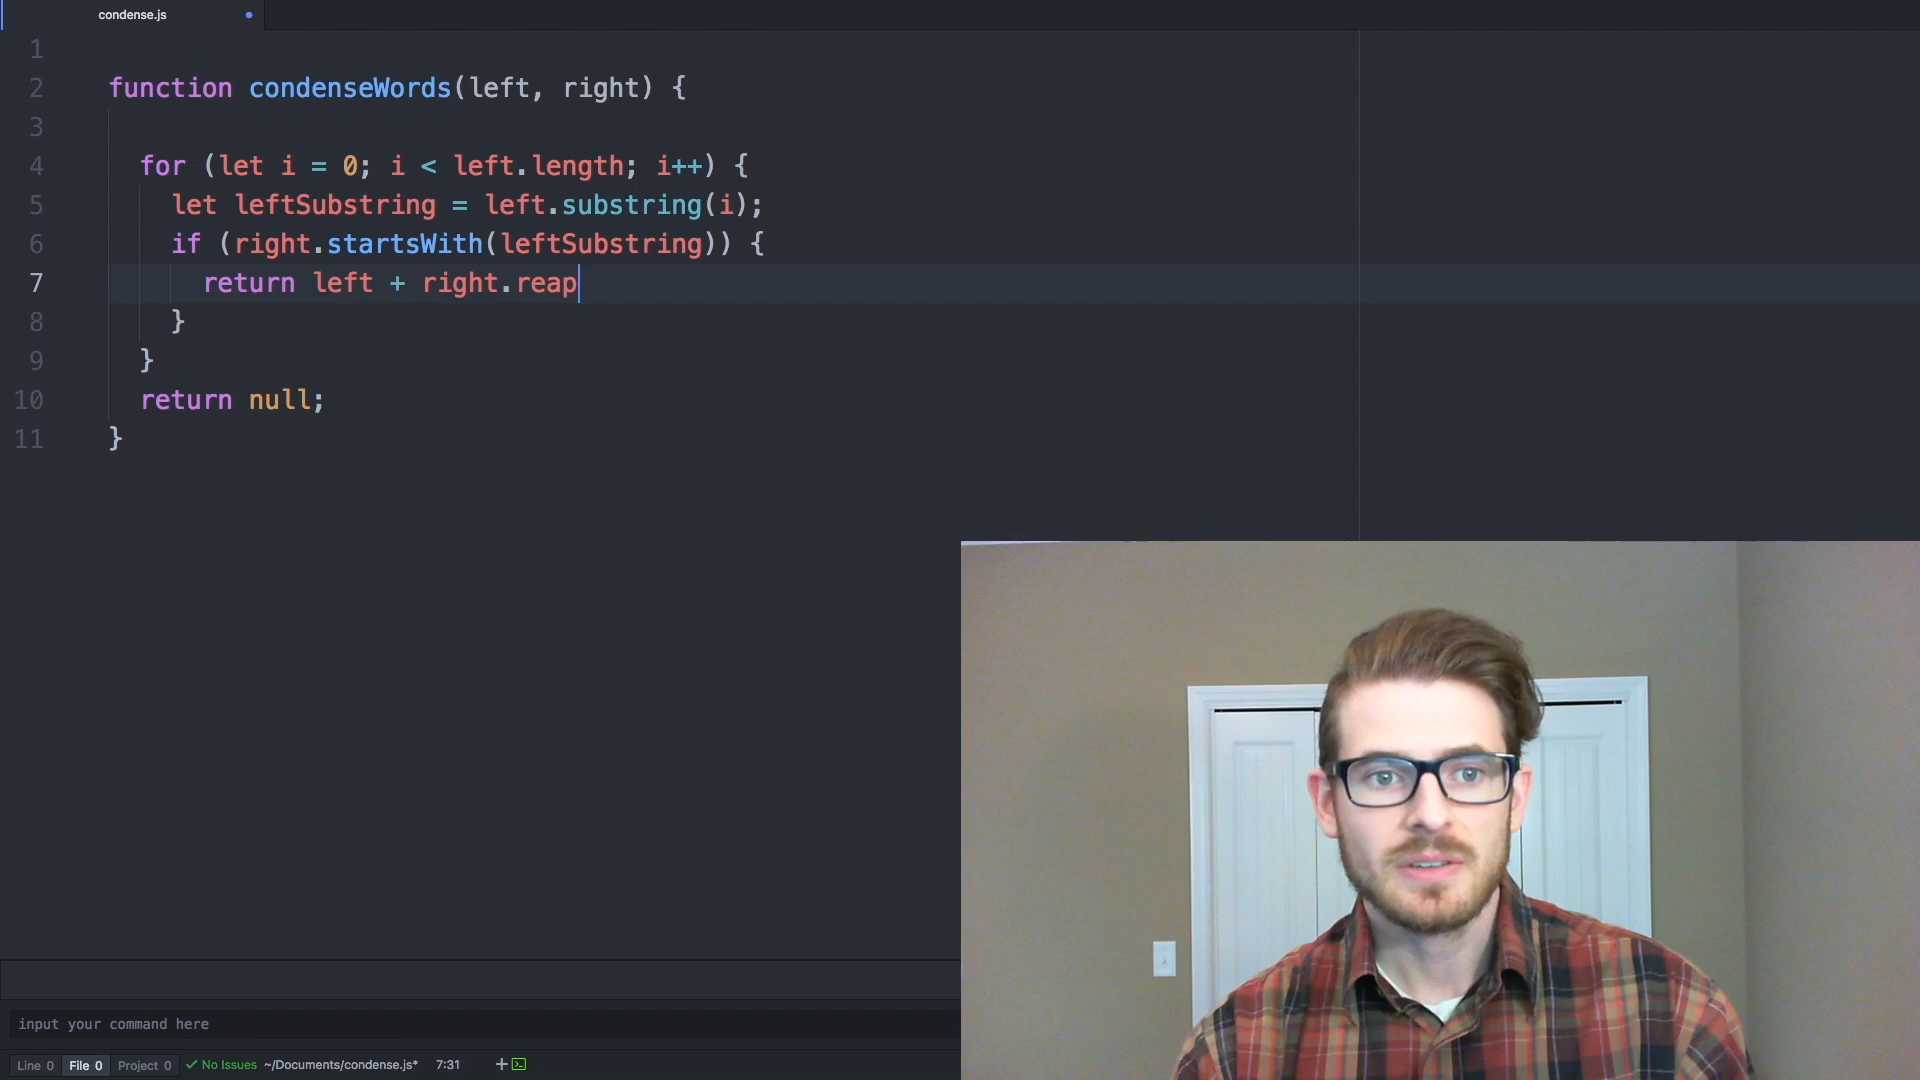 condense.js
1
2 function condenseWords(left, right) {
3
4 for (let i = 0; i < left.length; i++) {
5 let leftSubstring = left.substring(i);
6 if (right.startsWith(leftSubstring)) {
7 return left + right.reap
8 }
9 }
10 return null;
11 }
input your command here
Line 0 File 0 Project 0 No Issues ~/Documents/condense.js* 7:31 +